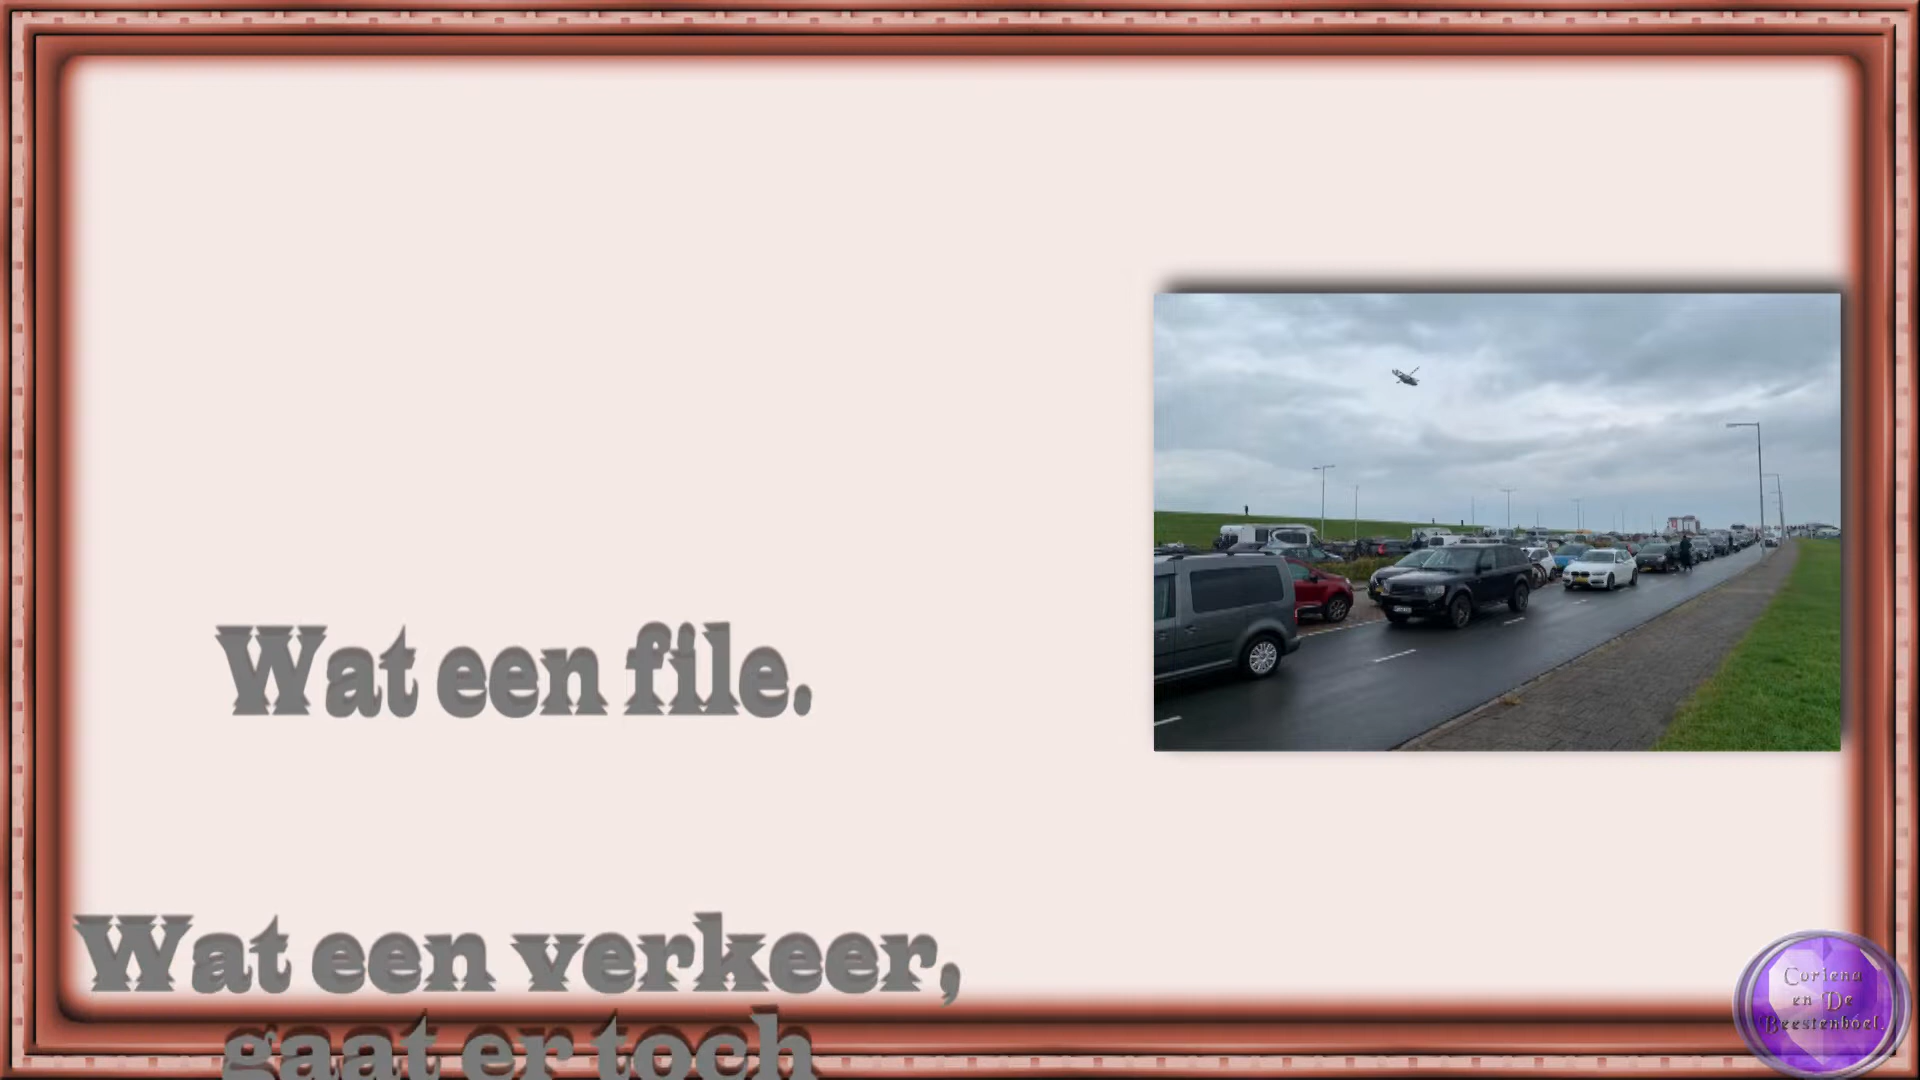 Wat een file.
Wat een verkeer,
gaat er toch
Coriena
en De
Beestenboel